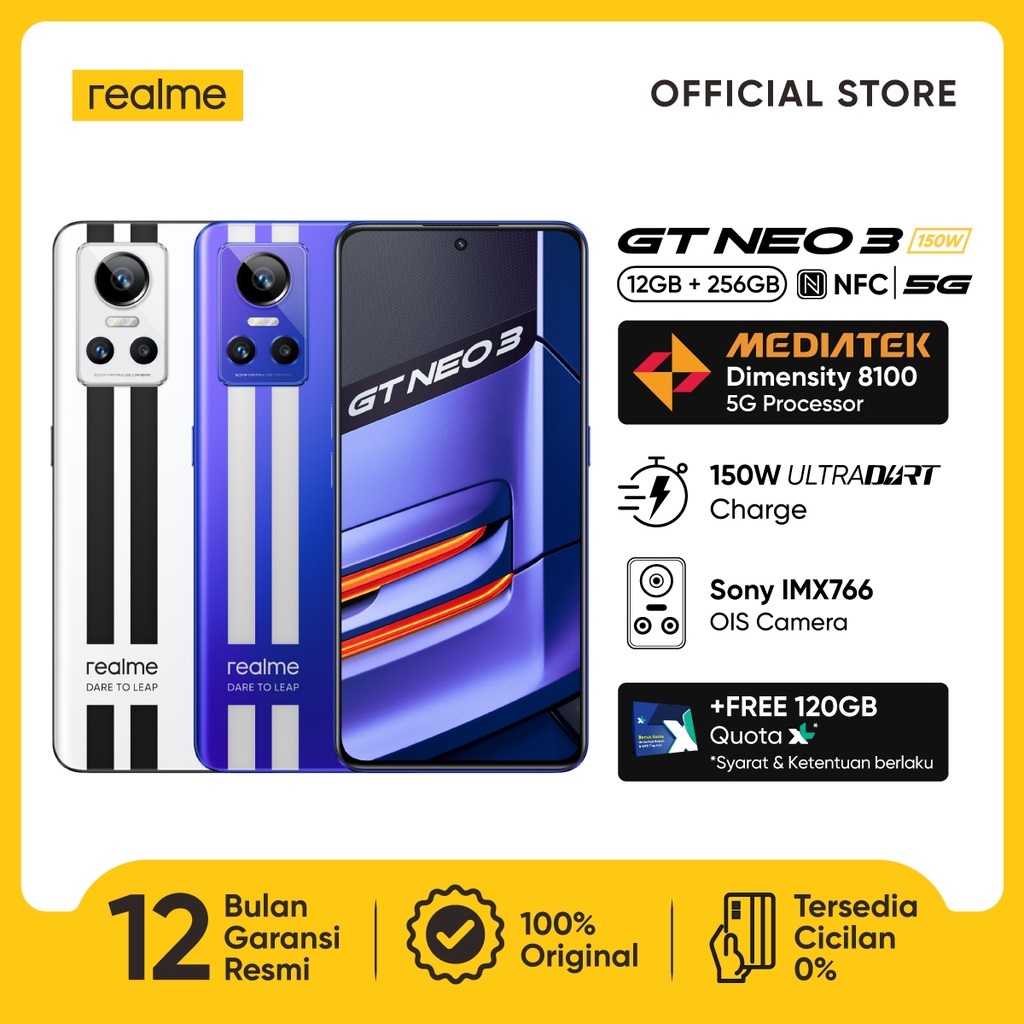 realme
OFFICIAL STORE
GT NEO 3 150W
12GB + 256GB NFC 5G
GT NEO 3
MEDIATEK
Dimensity 8100
5G Processor
150W ULTRADART
Charge
Sony IMX766
OIS Camera
realme
DARE TO LEAP
realme
DARE TO LEAP
+FREE 120GB
Quota XL*
*Syarat & Ketentuan berlaku
12 Bulan
Garansi
Resmi
100%
Original
Tersedia
Cicilan
0%